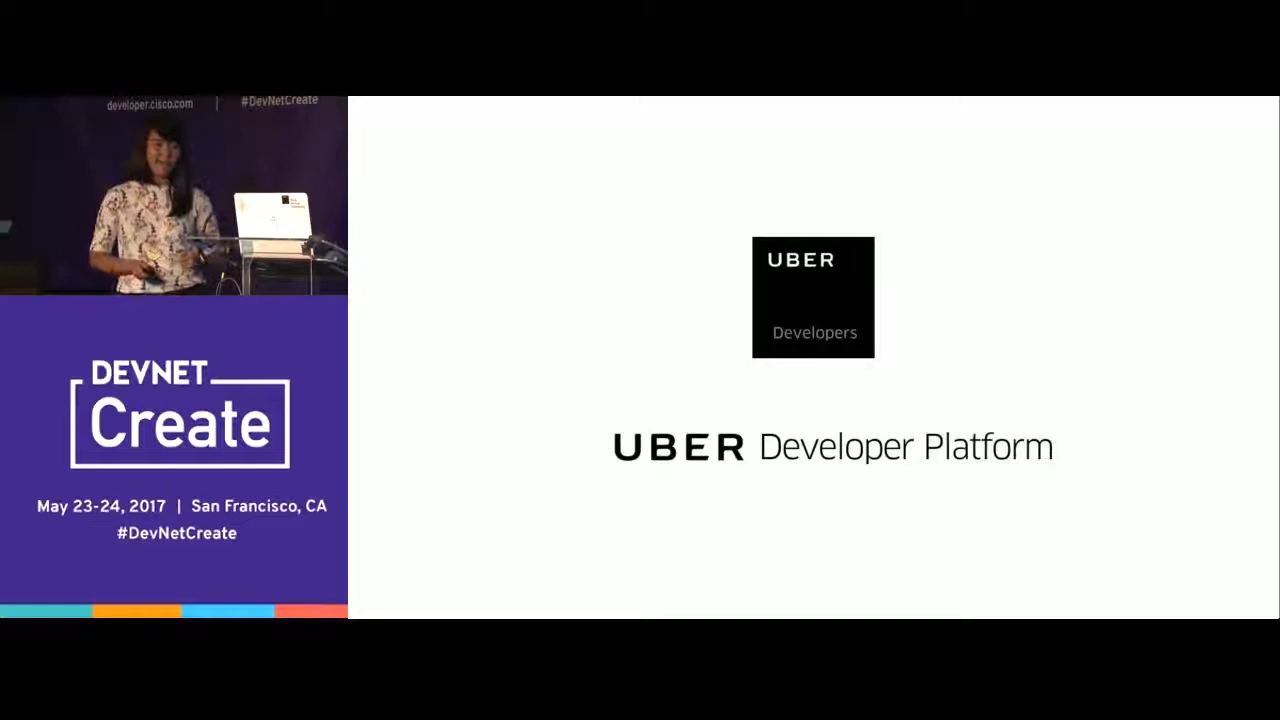 developer.cisco.com | #DevNetCreate
DEVNET
Create
May 23-24, 2017 | San Francisco, CA
#DevNetCreate
UBER
Developers
UBER Developer Platform